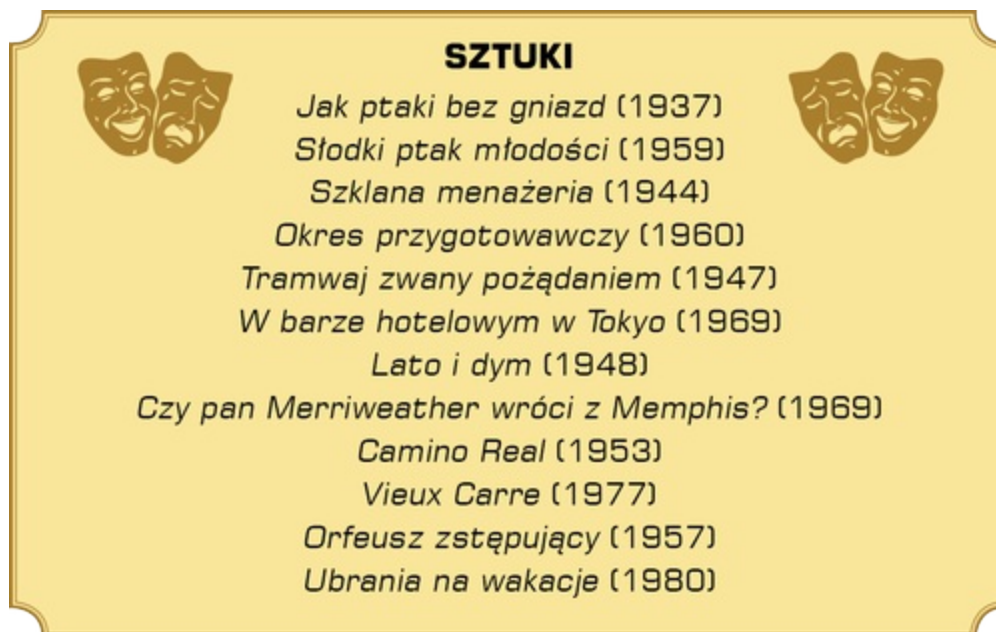 SZTUKI
Jak ptaki bez gniazd (1937)
Słodki ptak młodości (1959)
Szklana menażeria (1944)
Okres przygotowawczy (1960)
Tramwaj zwany pożądaniem (1947)
W barze hotelowym w Tokyo (1969)
Lato i dym (1948)
Czy pan Merriweather wróci z Memphis? (1969)
Camino Real (1953)
Vieux Carre (1977)
Orfeusz zstępujący (1957)
Ubrania na wakacje (1980)